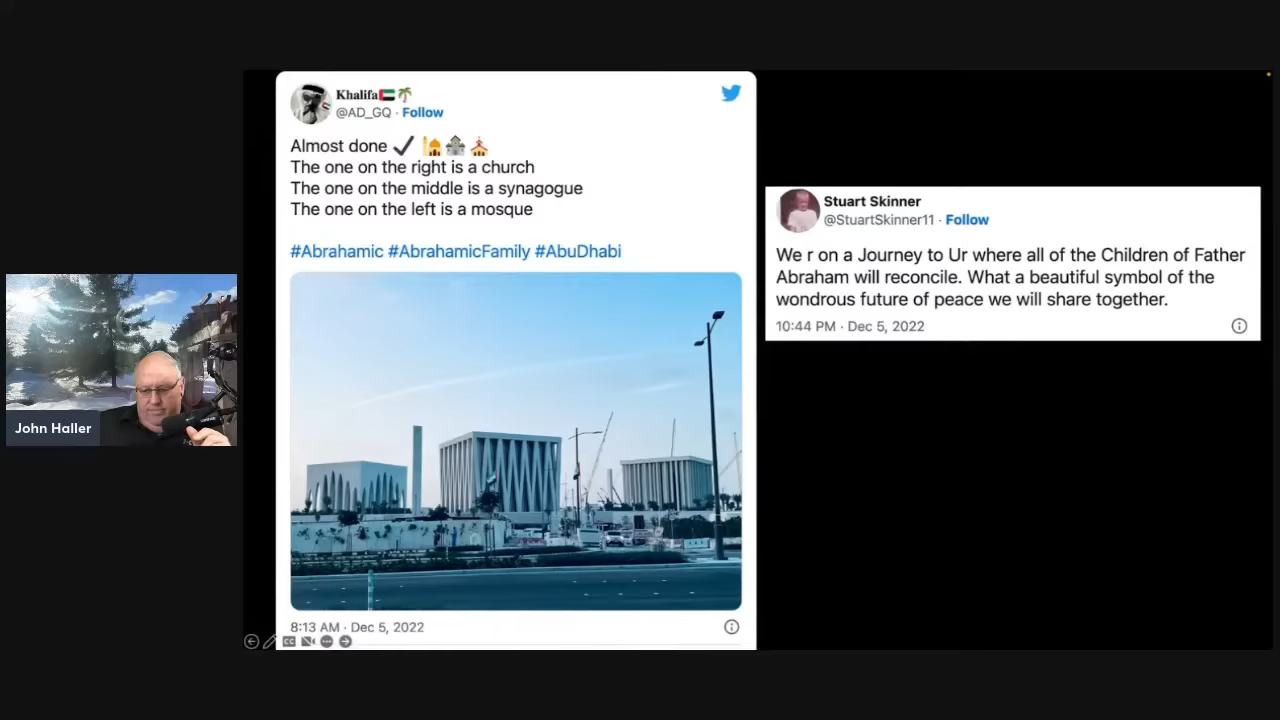 Khalifa🇦🇪🌴
@AD_GQ · Follow
Almost done ✔️ 🕌🏤⛪
The one on the right is a church
The one on the middle is a synagogue
The one on the left is a mosque
#Abrahamic #AbrahamicFamily #AbuDhabi
8:13 AM · Dec 5, 2022
CC
Stuart Skinner
@StuartSkinner11 · Follow
We r on a Journey to Ur where all of the Children of Father
Abraham will reconcile. What a beautiful symbol of the
wondrous future of peace we will share together.
10:44 PM · Dec 5, 2022
John Haller